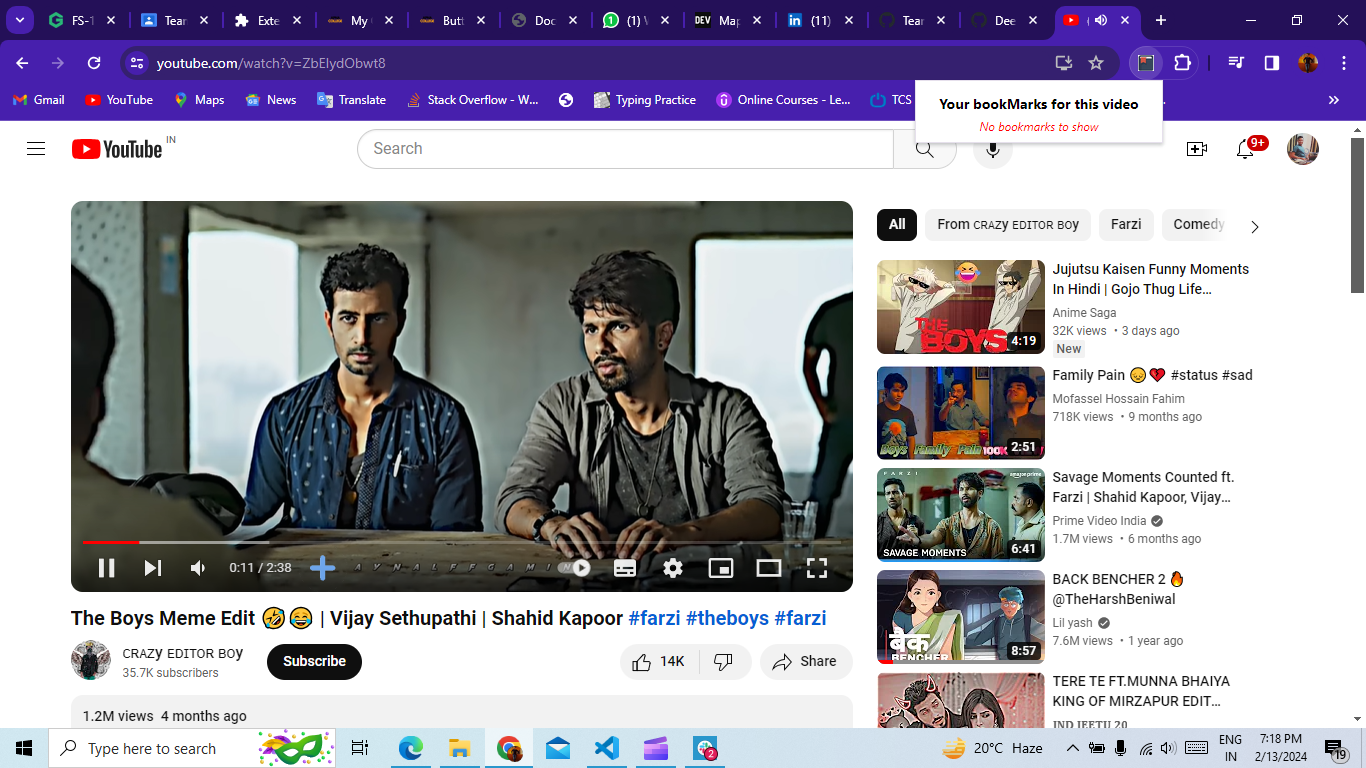 FS-1
Tear
Exte
My (
Butt
Doc
(1) V
DEV
Map
in
(11)
Tear
Dee
youtube.com/watch?v=ZbElydObwt8
Gmail
YouTube
Maps
News
Translate
Stack Overflow - W...
Typing Practice
Online Courses - Le...
TCS
Your bookMarks for this video
No bookmarks to show
YouTube IN
Search
9+
All
From ᴄʀᴀᴢy ᴇᴅɪᴛᴏʀ ʙᴏy
Farzi
Comedy
0:11 / 2:38
A Y N A L F F G A M I N
The Boys Meme Edit 🤣😂 | Vijay Sethupathi | Shahid Kapoor #farzi #theboys #farzi
ᴄʀᴀᴢy ᴇᴅɪᴛᴏʀ ʙᴏy
35.7K subscribers
Subscribe
14K
Share
1.2M views 4 months ago
THE BOYS
4:19
Jujutsu Kaisen Funny Moments
In Hindi | Gojo Thug Life…
Anime Saga
32K views • 3 days ago
New
Boys Family Pain 100K
2:51
Family Pain 😞💔 #status #sad
Mofassel Hossain Fahim
718K views • 9 months ago
FARZI
amazon prime
SAVAGE MOMENTS
6:41
Savage Moments Counted ft.
Farzi | Shahid Kapoor, Vijay…
Prime Video India
1.7M views • 6 months ago
बैक
BENCHER
8:57
BACK BENCHER 2 🔥
@TheHarshBeniwal
Lil yash
7.6M views • 1 year ago
TERE TE FT.MUNNA BHAIYA
KING OF MIRZAPUR EDIT…
IND JEETU 20
Type here to search
2
20°C Haze
ENG
IN
7:18 PM
2/13/2024
19